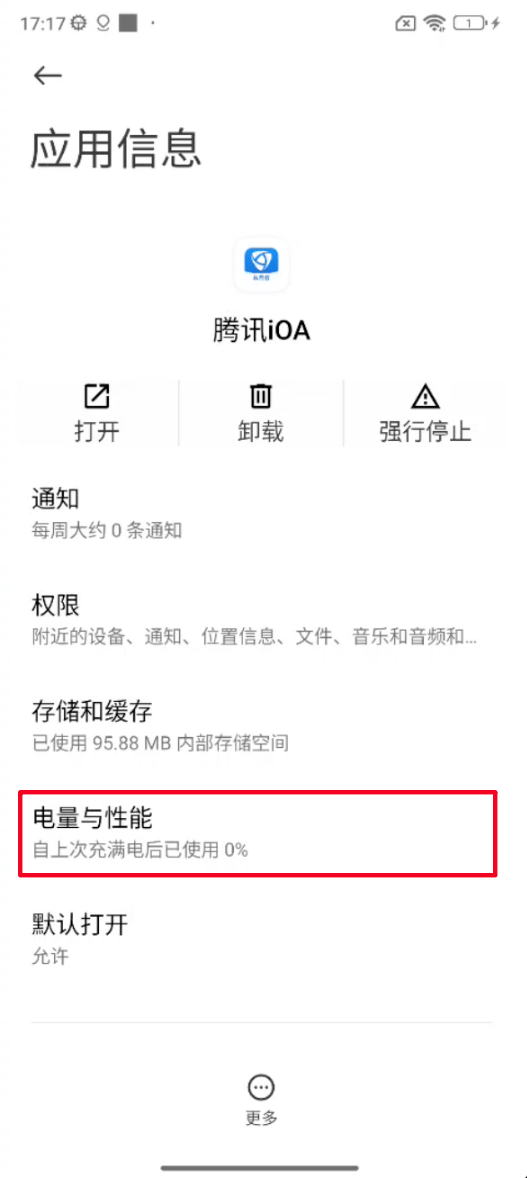 17:17
1
应用信息
腾讯iOA
打开
卸载
强行停止
通知
每周大约 0 条通知
权限
附近的设备、通知、位置信息、文件、音乐和音频和...
存储和缓存
已使用 95.88 MB 内部存储空间
电量与性能
自上次充满电后已使用 0%
默认打开
允许
更多